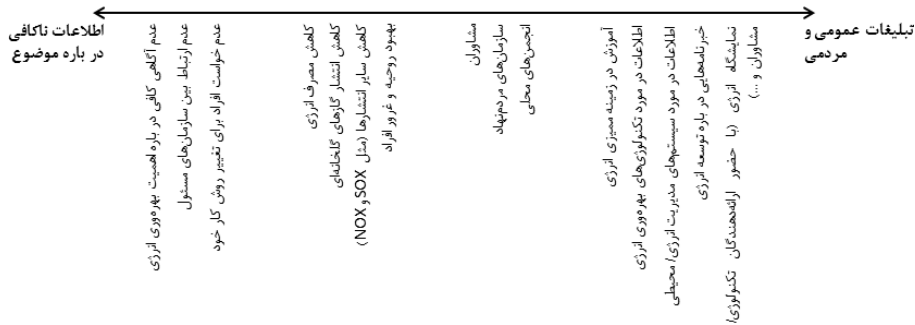 تبلیغات عمومی و
مردمی
مشاوران و ...)
نمایشگاه انرژی (با حضور ارائه‌دهندگان تکنولوژی/
خبرنامه‌هایی در باره توسعه انرژی
اطلاعات در مورد سیستم‌های مدیریت انرژی/ محیطی
اطلاعات در مورد تکنولوژی‌های بهره‌وری انرژی
آموزش در زمینه ممیزی انرژی
انجمن‌های محلی
سازمان‌های مردم‌نهاد
مشاوران
بهبود روحیه و غرور افراد
کاهش سایر انتشارها (مثل SOX و NOX)
کاهش انتشار گازهای گلخانه‌ای
کاهش مصرف انرژی
عدم خواست افراد برای تغییر روش کار خود
عدم ارتباط بین سازمان‌های مسئول
عدم آگاهی کافی در باره اهمیت بهره‌وری انرژی
اطلاعات ناکافی
در باره موضوع